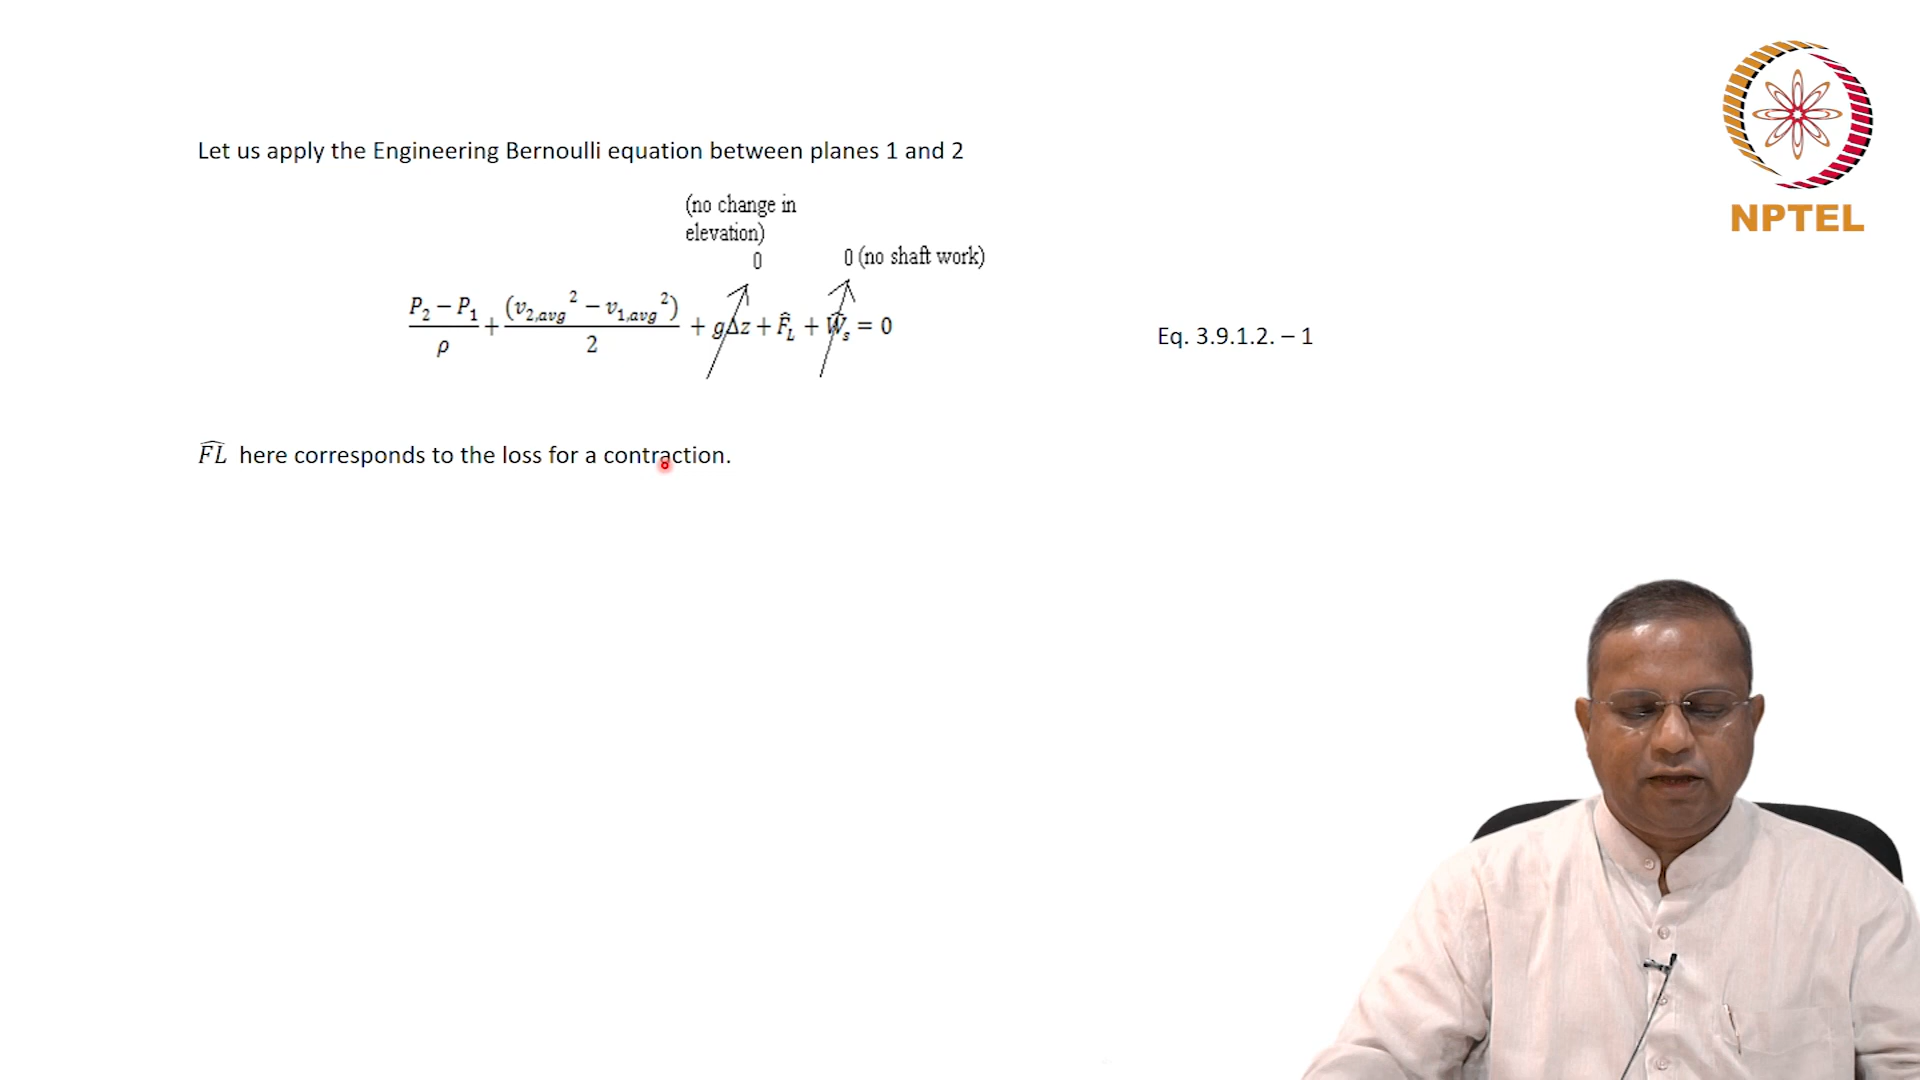 NPTEL
Let us apply the Engineering Bernoulli equation between planes 1 and 2
(no change in
elevation)
0
0 (no shaft work)
(P₂ − P₁)/ρ + (v₂,avg² − v₁,avg²)/2 + gΔz + F̂_L + Ŵ_s = 0
Eq. 3.9.1.2. – 1
F̂L here corresponds to the loss for a contraction.